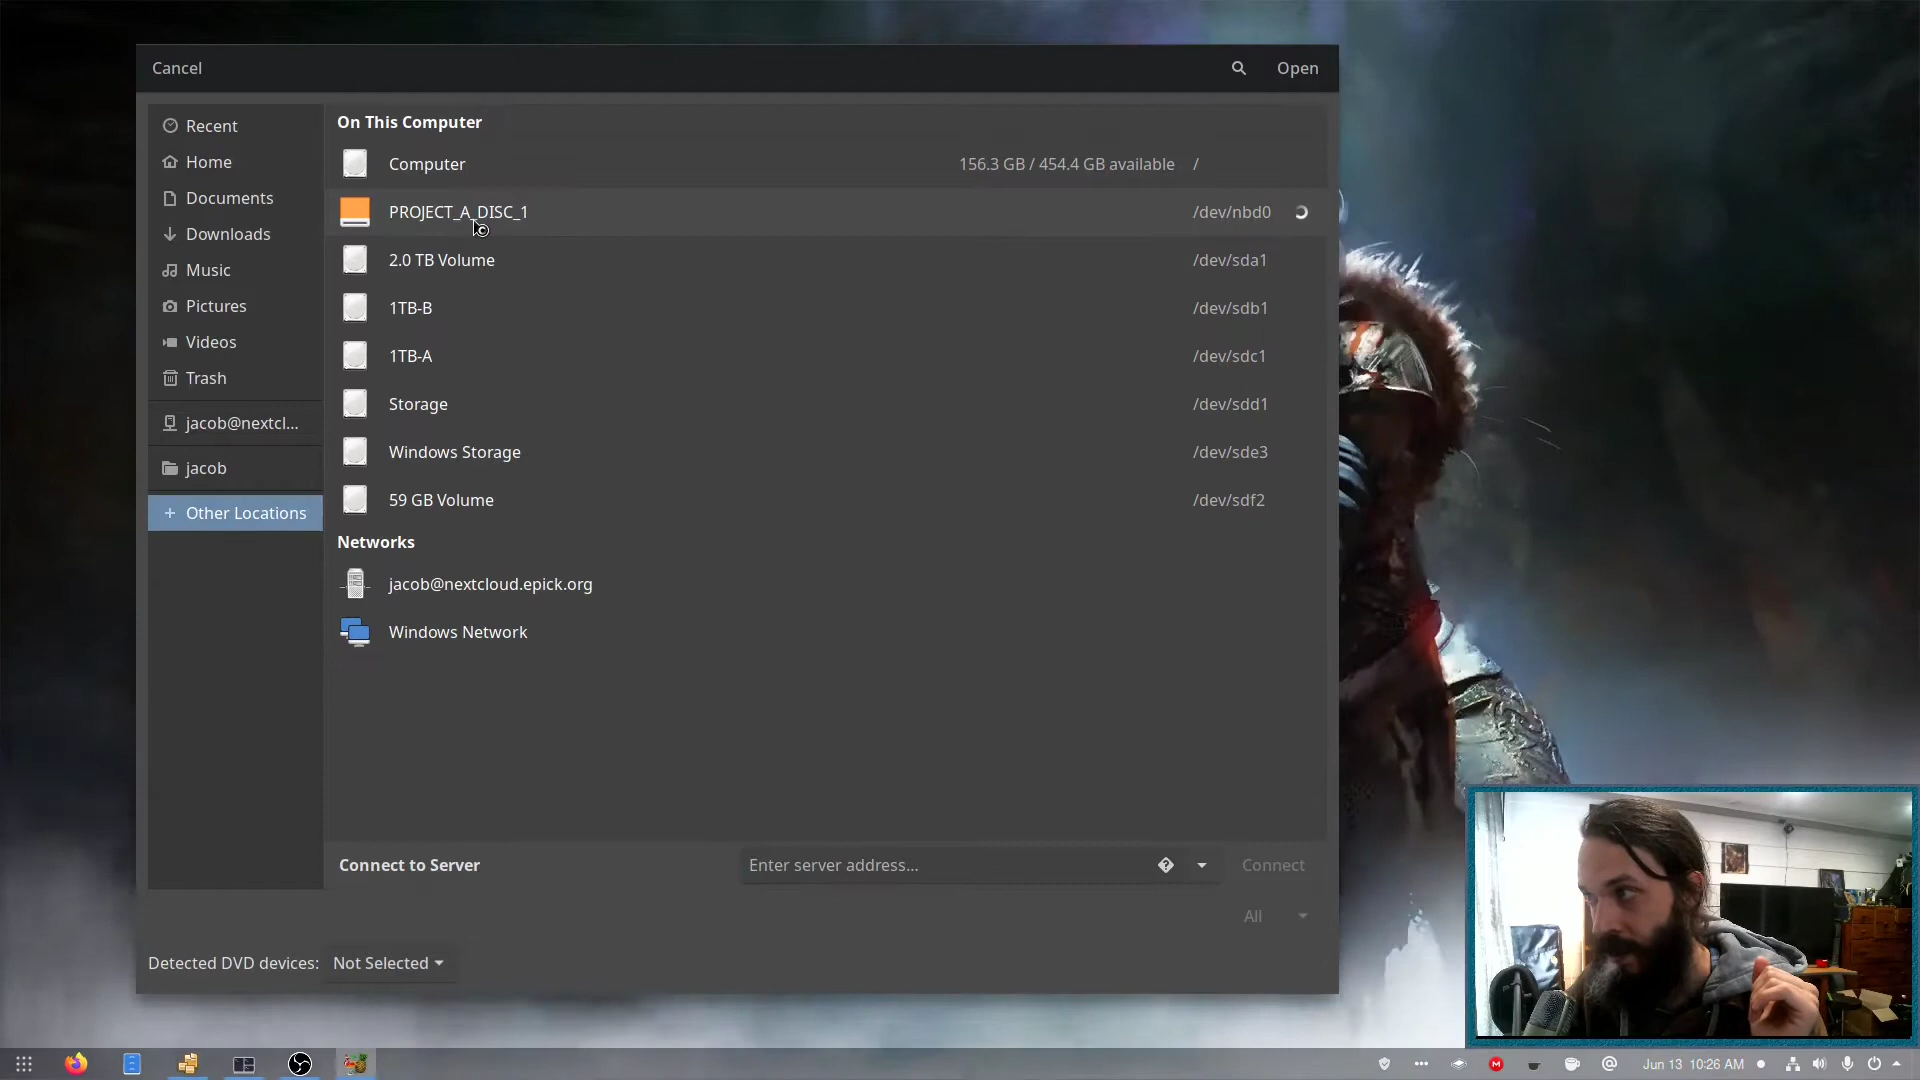 Cancel
Open
Recent
Home
Documents
Downloads
Music
Pictures
Videos
Trash
jacob@nextcl...
jacob
Other Locations
On This Computer
Computer 156.3 GB / 454.4 GB available /
PROJECT_A_DISC_1 /dev/nbd0
2.0 TB Volume /dev/sda1
1TB-B /dev/sdb1
1TB-A /dev/sdc1
Storage /dev/sdd1
Windows Storage /dev/sde3
59 GB Volume /dev/sdf2
Networks
jacob@nextcloud.epick.org
Windows Network
Connect to Server Enter server address... Connect
All
Detected DVD devices: Not Selected
Jun 13 10:26 AM